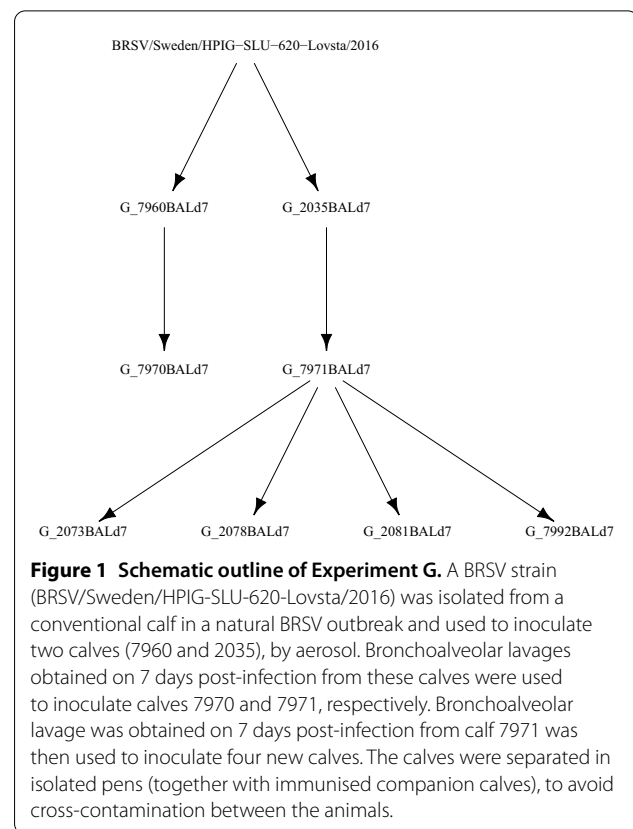 BRSV/Sweden/HPIG−SLU−620−Lovsta/2016
G_7960BALd7 G_2035BALd7
G_7970BALd7 G_7971BALd7
G_2073BALd7 G_2078BALd7 G_2081BALd7 G_7992BALd7
Figure 1 Schematic outline of Experiment G. A BRSV strain
(BRSV/Sweden/HPIG-SLU-620-Lovsta/2016) was isolated from a
conventional calf in a natural BRSV outbreak and used to inoculate
two calves (7960 and 2035), by aerosol. Bronchoalveolar lavages
obtained on 7 days post-infection from these calves were used
to inoculate calves 7970 and 7971, respectively. Bronchoalveolar
lavage was obtained on 7 days post-infection from calf 7971 was
then used to inoculate four new calves. The calves were separated in
isolated pens (together with immunised companion calves), to avoid
cross-contamination between the animals.